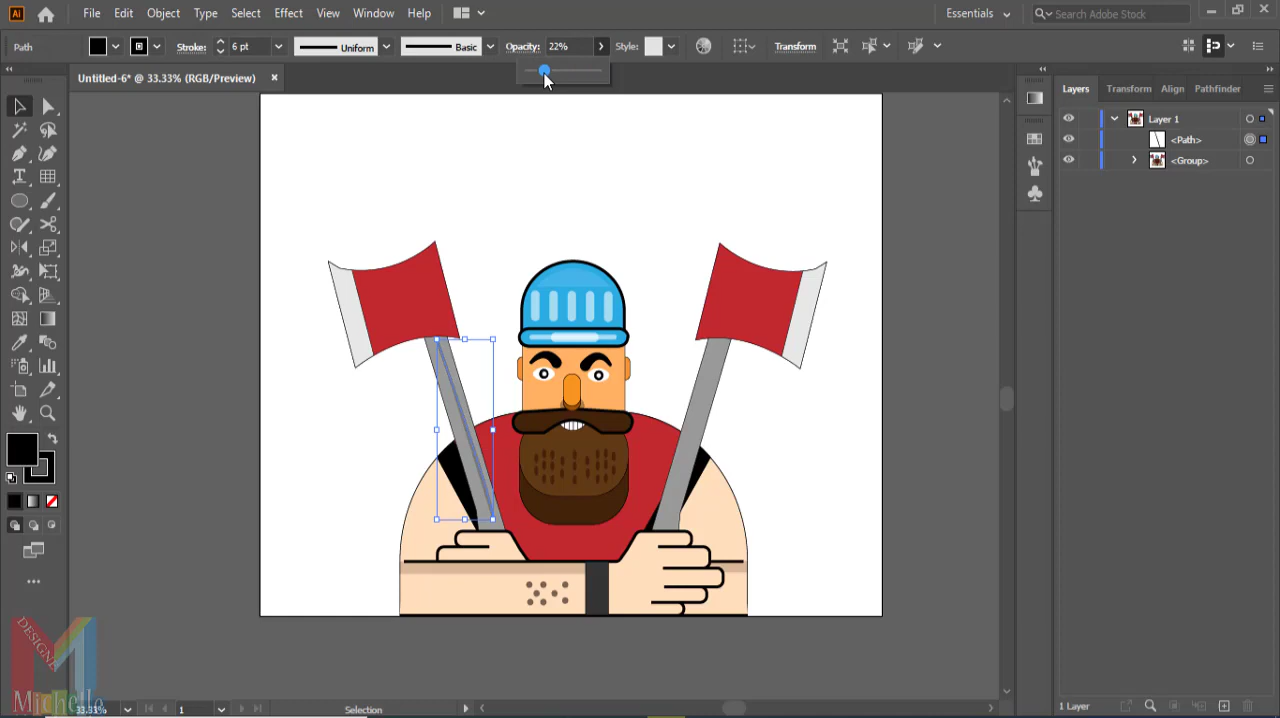 Ai File Edit Object Type Select Effect View Window Help Essentials Search Adobe Stock
Path Stroke: 6 pt Uniform Basic Opacity: 22% Style: Transform
Untitled-6* @ 33.33% (RGB/Preview) ×
Layers Transform Align Pathfinder
Layer 1
<Path>
<Group>
DESIGNE
Michelle
33.33% 1 Selection 1 Layer